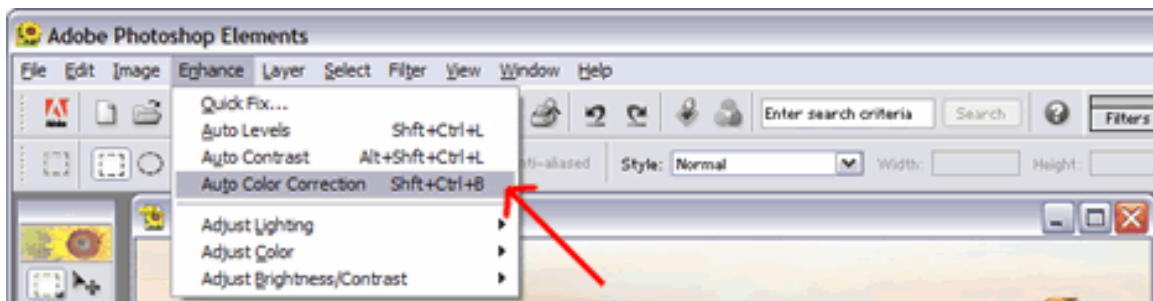 Adobe Photoshop Elements
File Edit Image Enhance Layer Select Filter View Window Help
Quick Fix...
Enter search criteria Search Filters
Auto Levels Shft+Ctrl+L
Auto Contrast Alt+Shft+Ctrl+L
nti-aliased Style: Normal Width: Height:
Auto Color Correction Shft+Ctrl+B
Adjust Lighting
Adjust Color
Adjust Brightness/Contrast